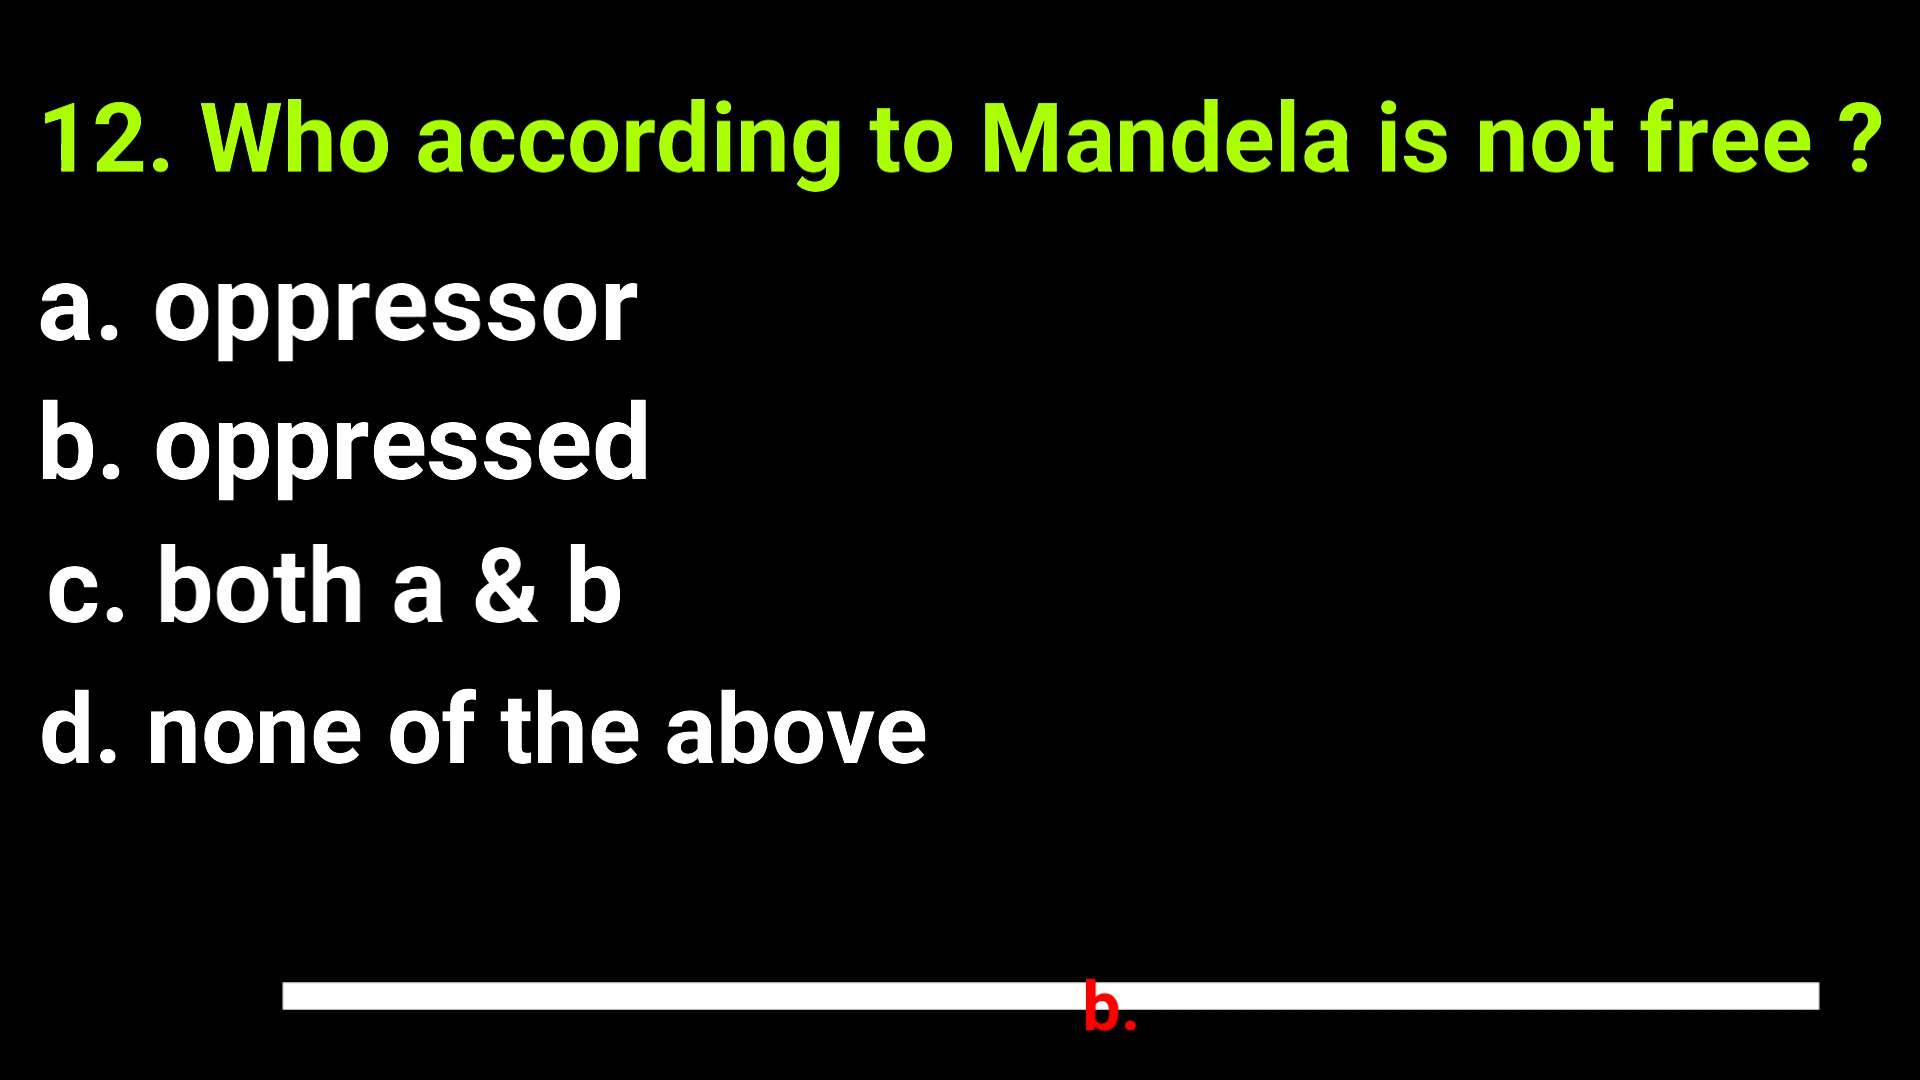 12. Who according to Mandela is not free ?
a. oppressor
b. oppressed
c. both a & b
d. none of the above
b.